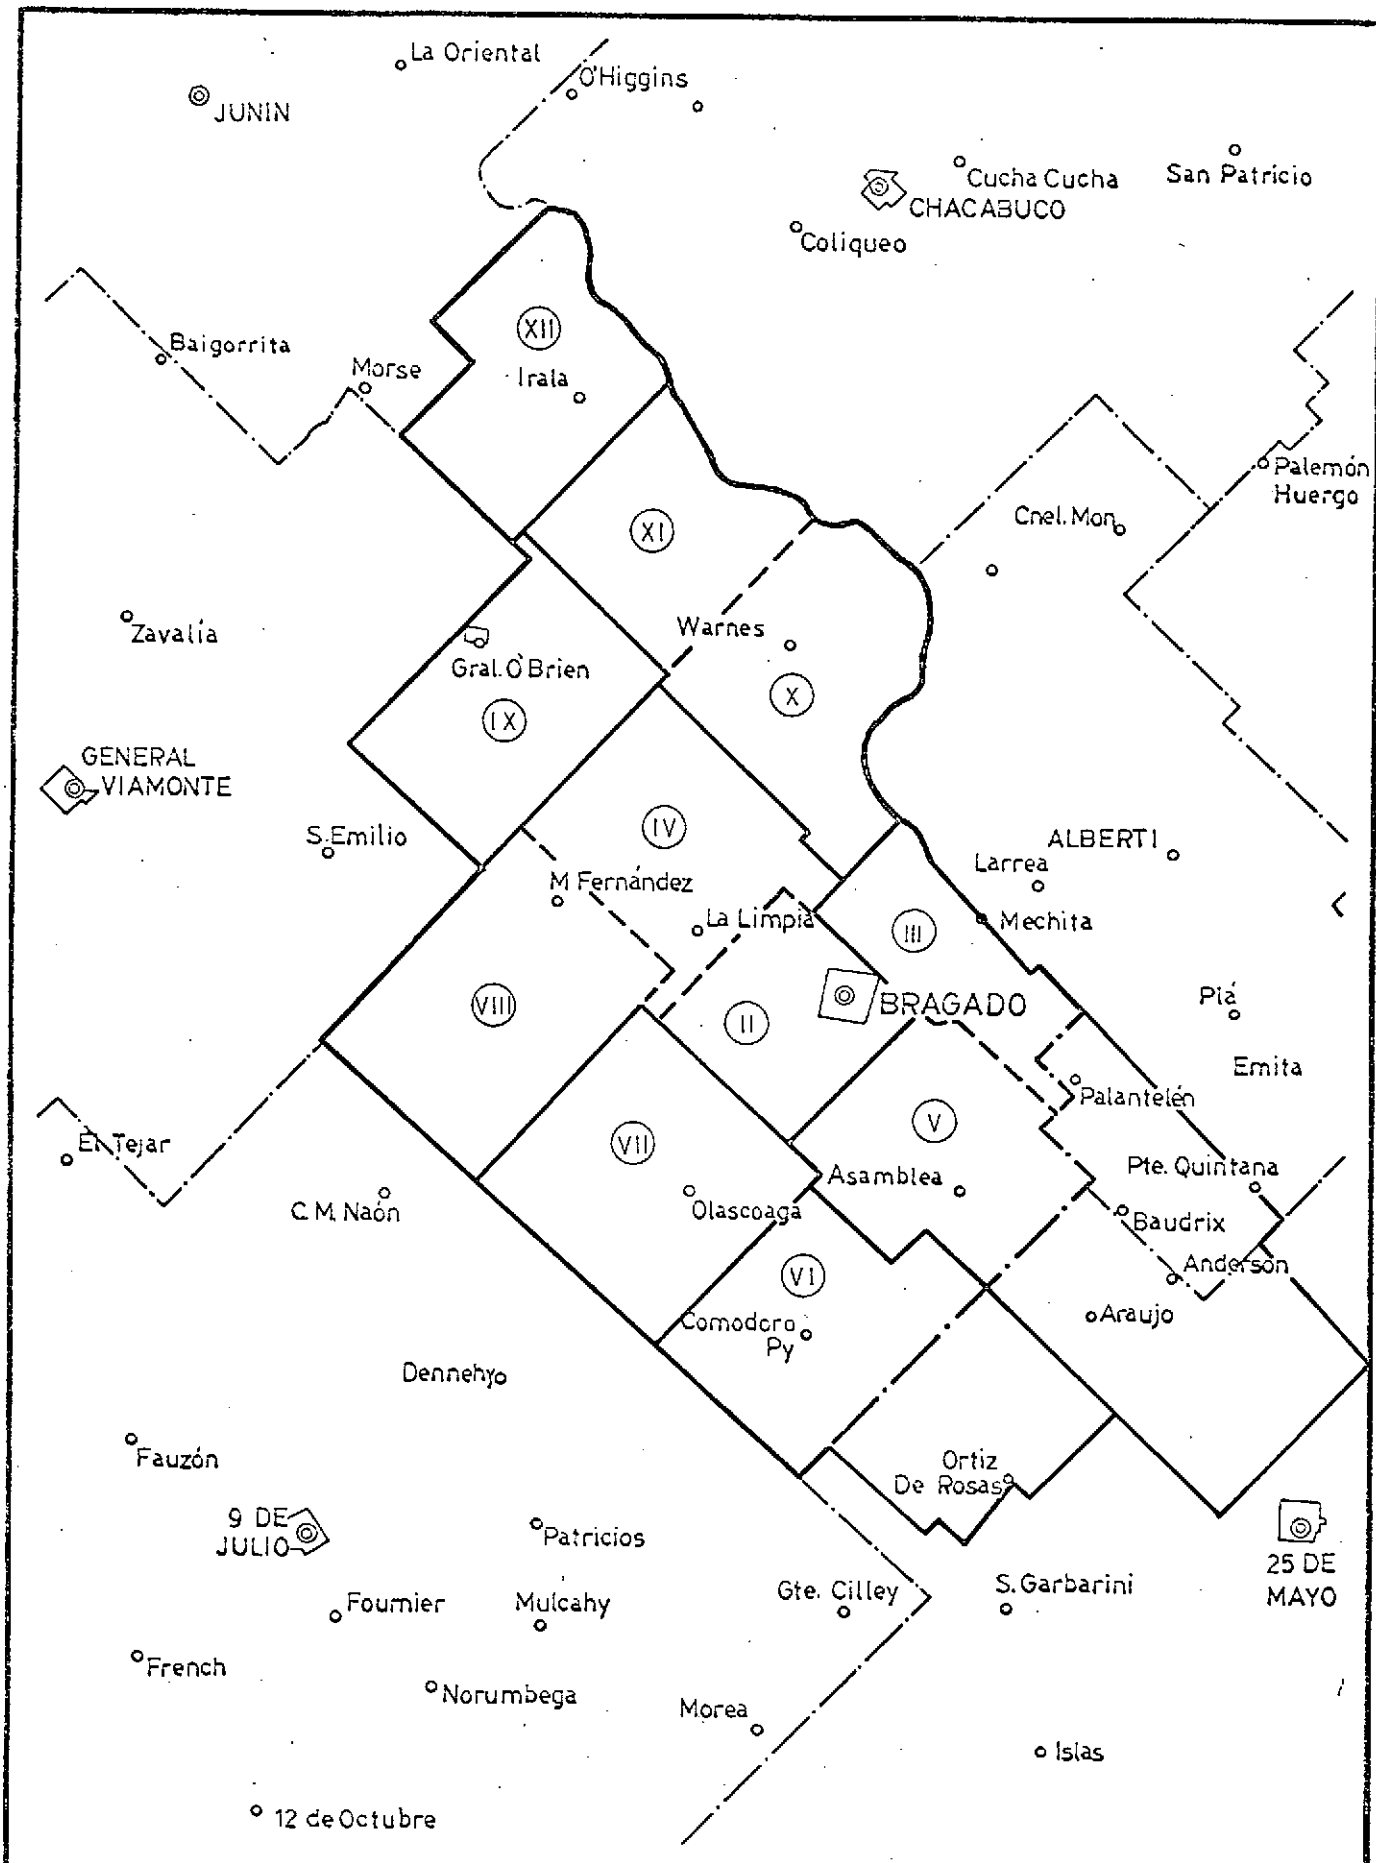 La Oriental
O'Higgins
JUNIN
Cucha Cucha
San Patricio
CHACABUCO
Coliqueo
XII
Baigorrita
Morse
Irala
Palemón
Huergo
Cnel. Mon
XI
Zavalía
Warnes
Gral. O'Brien
X
IX
GENERAL
VIAMONTE
IV
S. Emilio
ALBERTI
Larrea
M Fernández
La Limpia
III
Mechita
VIII
BRAGADO
Plá
II
Emita
Palantelén
V
El Tejar
VII
Asamblea
Pte. Quintana
C. M. Naón
Olascoaga
Baudrix
VI
Anderson
Araujo
Comodoro
Py
Dennehy
Fauzón
Ortiz
De Rosas
9 DE
JULIO
Patricios
25 DE
MAYO
Fournier
Mulcahy
Gte. Cilley
S. Garbarini
French
Norumbega
Morea
Islas
12 de Octubre